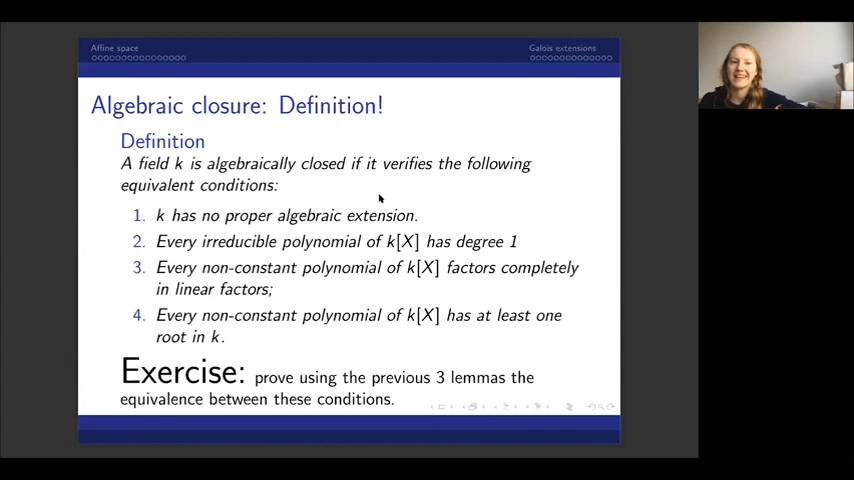 Affine space
Galois extensions
Algebraic closure: Definition!
Definition
A field k is algebraically closed if it verifies the following
equivalent conditions:
1. k has no proper algebraic extension.
2. Every irreducible polynomial of k[X] has degree 1
3. Every non-constant polynomial of k[X] factors completely
in linear factors;
4. Every non-constant polynomial of k[X] has at least one
root in k.
Exercise: prove using the previous 3 lemmas the
equivalence between these conditions.